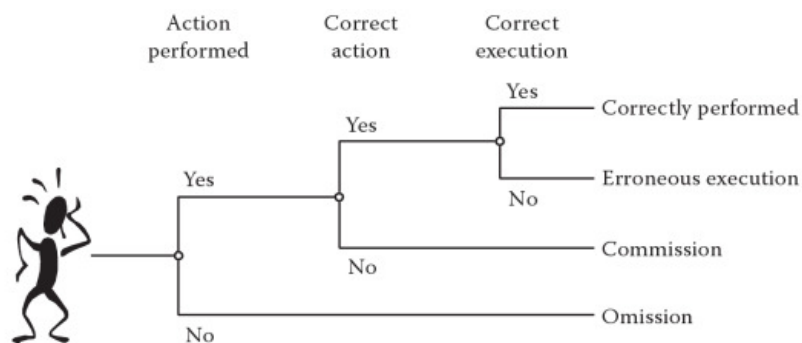 Action performed
Correct action
Correct execution
Yes
Correctly performed
Yes
Yes
Erroneous execution
No
No
Commission
No
Omission